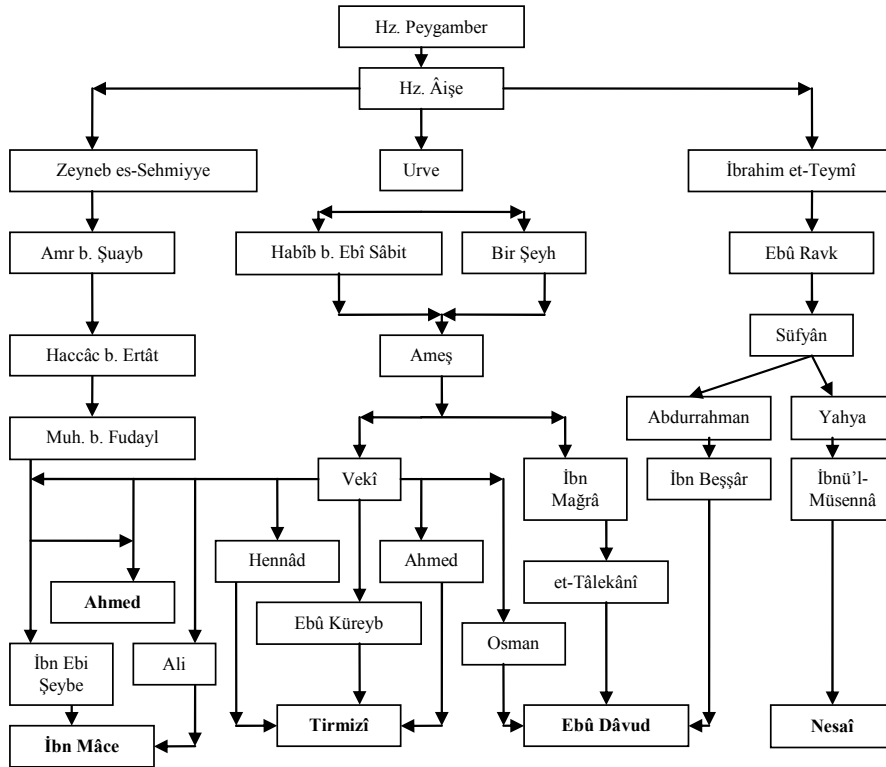 Hz. Peygamber
Hz. Âişe
Zeyneb es-Sehmiyye
Urve
İbrahim et-Teymî
Amr b. Şuayb
Habîb b. Ebî Sâbit
Bir Şeyh
Ebû Ravk
Haccâc b. Ertât
Ameş
Süfyân
Muh. b. Fudayl
Abdurrahman
Yahya
Vekî
İbn
Mağrâ
İbn Beşşâr
İbnü’l-
Müsennâ
Hennâd
Ahmed
et-Tâlekânî
Ahmed
Ebû Küreyb
Osman
İbn Ebi
Şeybe
Ali
İbn Mâce
Tirmizî
Ebû Dâvud
Nesaî